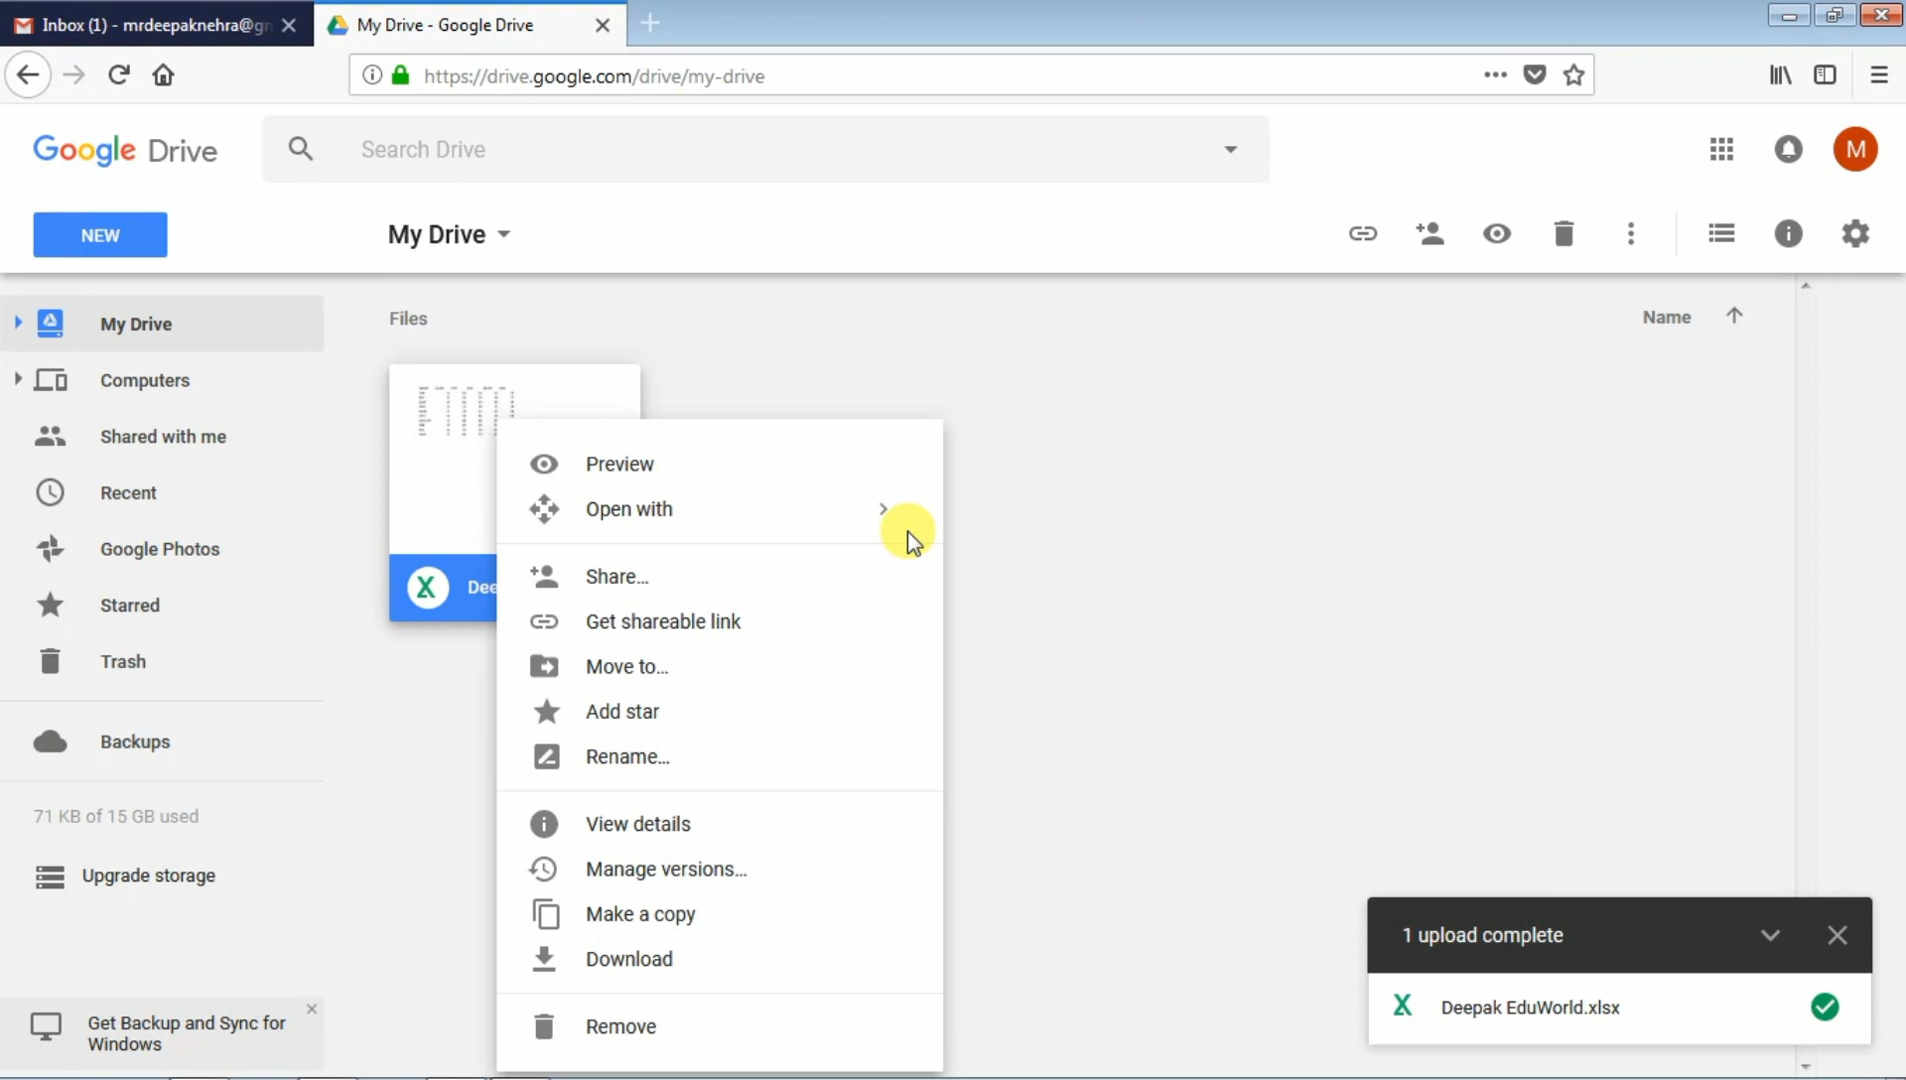 Inbox (1) - mrdeepaknehra@gm
My Drive - Google Drive
https://drive.google.com/drive/my-drive
Google Drive
Search Drive
M
NEW
My Drive
My Drive
Computers
Shared with me
Recent
Google Photos
Starred
Trash
Backups
71 KB of 15 GB used
Upgrade storage
Get Backup and Sync for
Windows
Files
Name
X Dee
Preview
Open with
Share...
Get shareable link
Move to...
Add star
Rename...
View details
Manage versions...
Make a copy
Download
Remove
1 upload complete
X Deepak EduWorld.xlsx